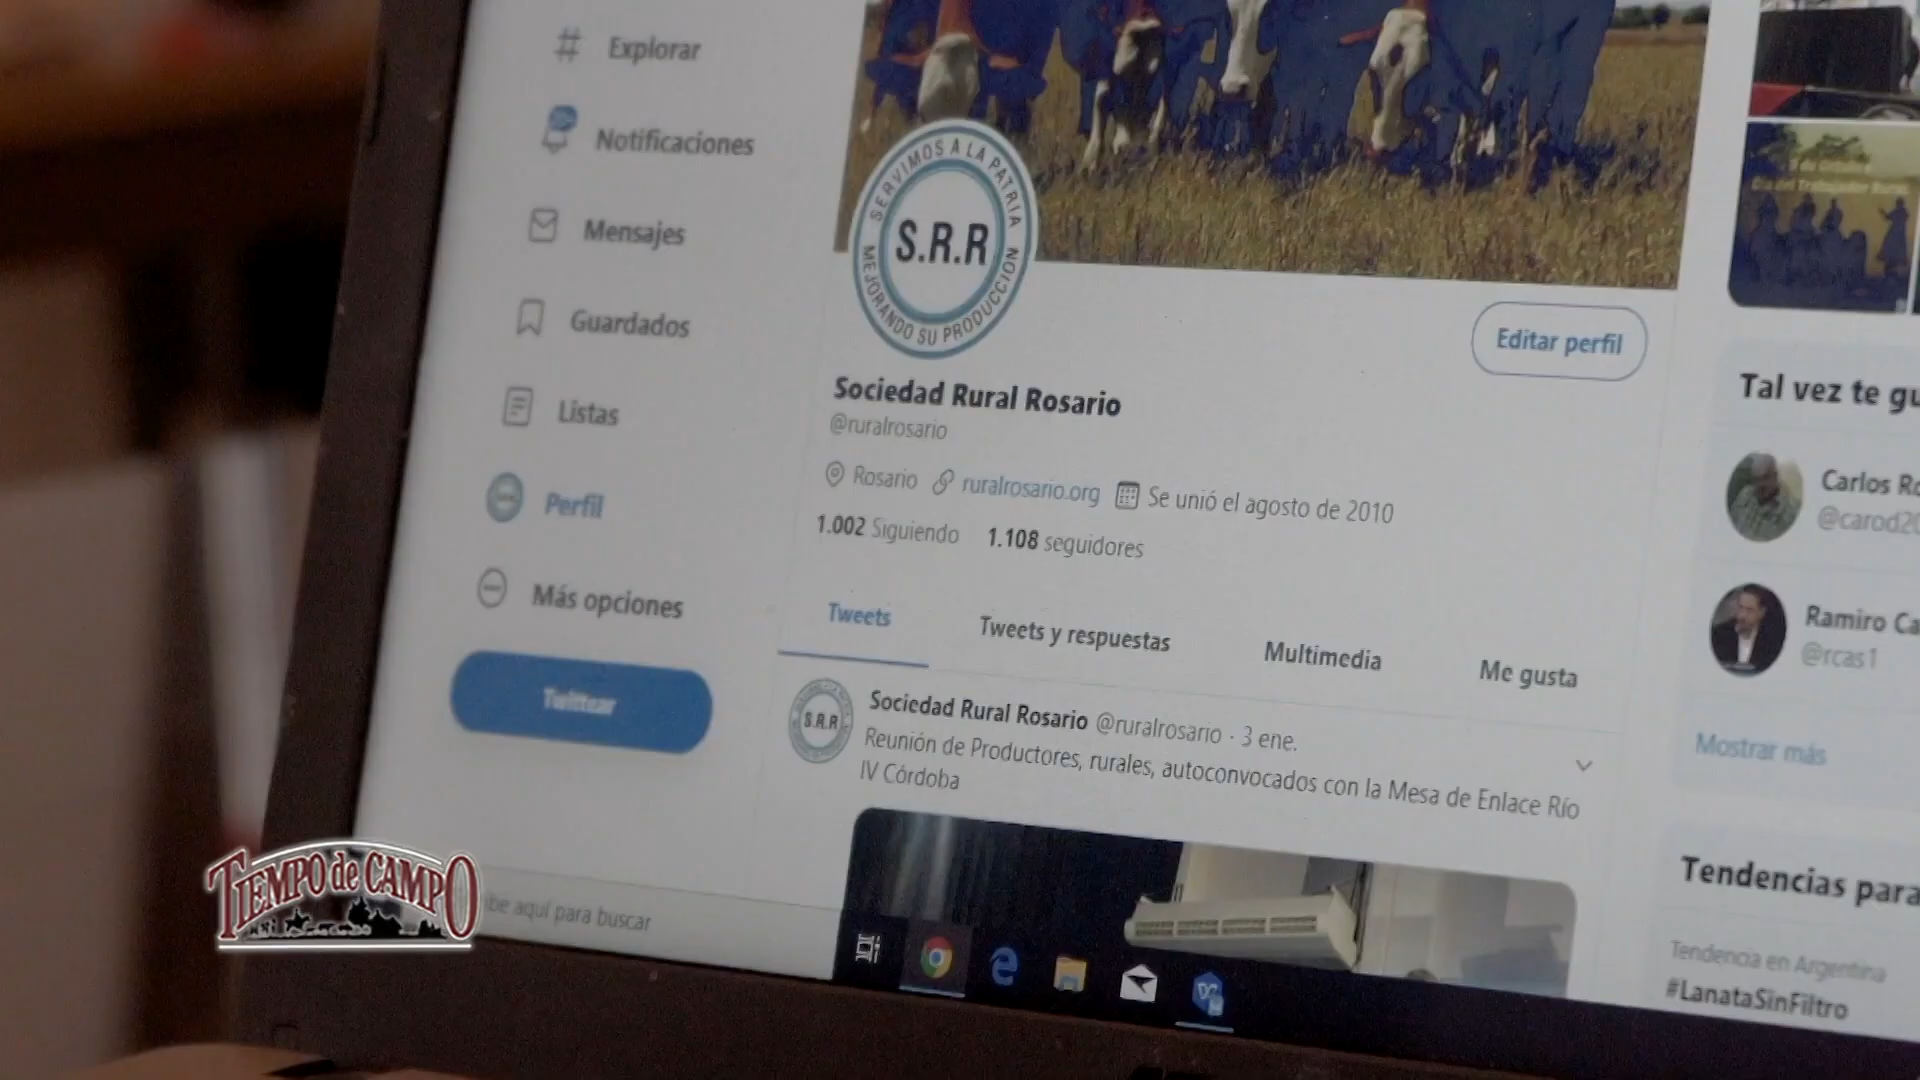 Explorar
Notificaciones
Mensajes
Guardados
Listas
Perfil
Más opciones
Twittear
SERVIMOS A LA PATRIA
S.R.R
MEJORANDO SU PRODUCCION
Editar perfil
Sociedad Rural Rosario
@ruralrosario
Rosario ruralrosario.org Se unió el agosto de 2010
1.002 Siguiendo 1.108 seguidores
Tweets Tweets y respuestas Multimedia Me gusta
S.R.R
Sociedad Rural Rosario @ruralrosario · 3 ene.
Reunión de Productores, rurales, autoconvocados con la Mesa de Enlace Río
IV Córdoba
Tal vez te gu
Carlos Ro
@carod20
Ramiro Ca
@rcas1
Mostrar más
Tendencias para
Tendencia en Argentina
#LanataSinFiltro
be aquí para buscar
TIEMPO de CAMPO